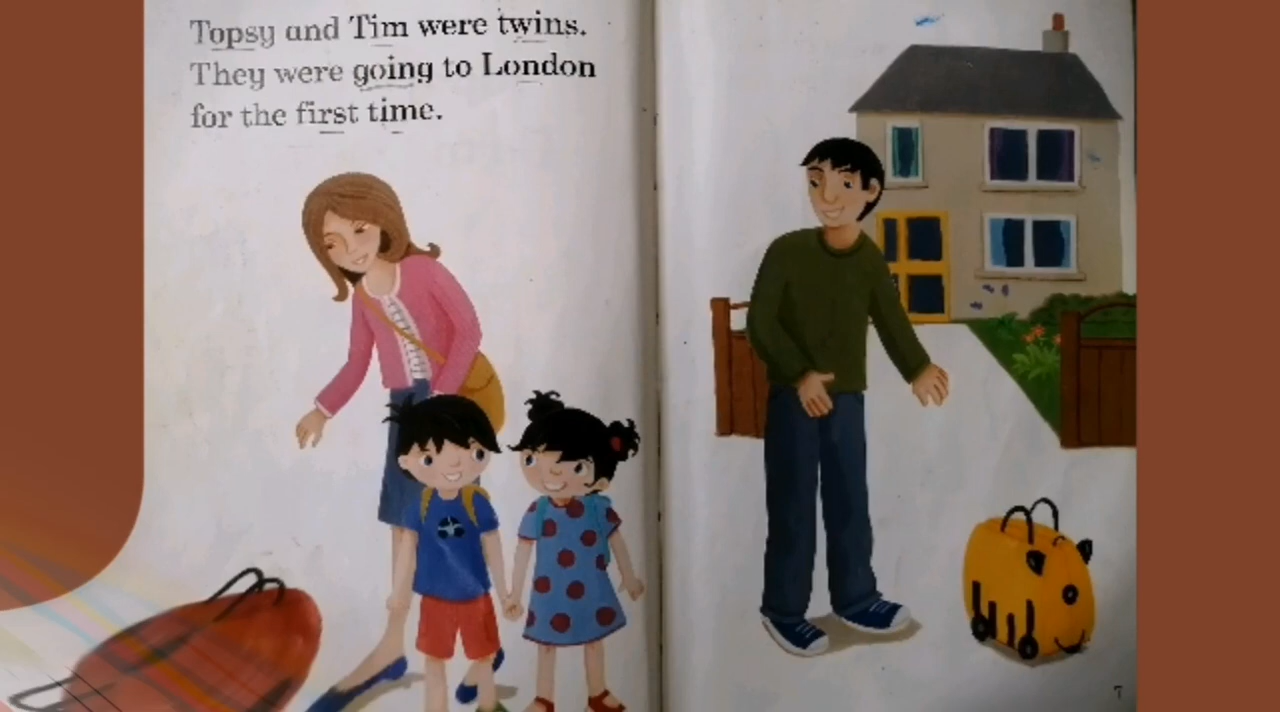 Topsy and Tim were twins.
They were going to London
for the first time.
7